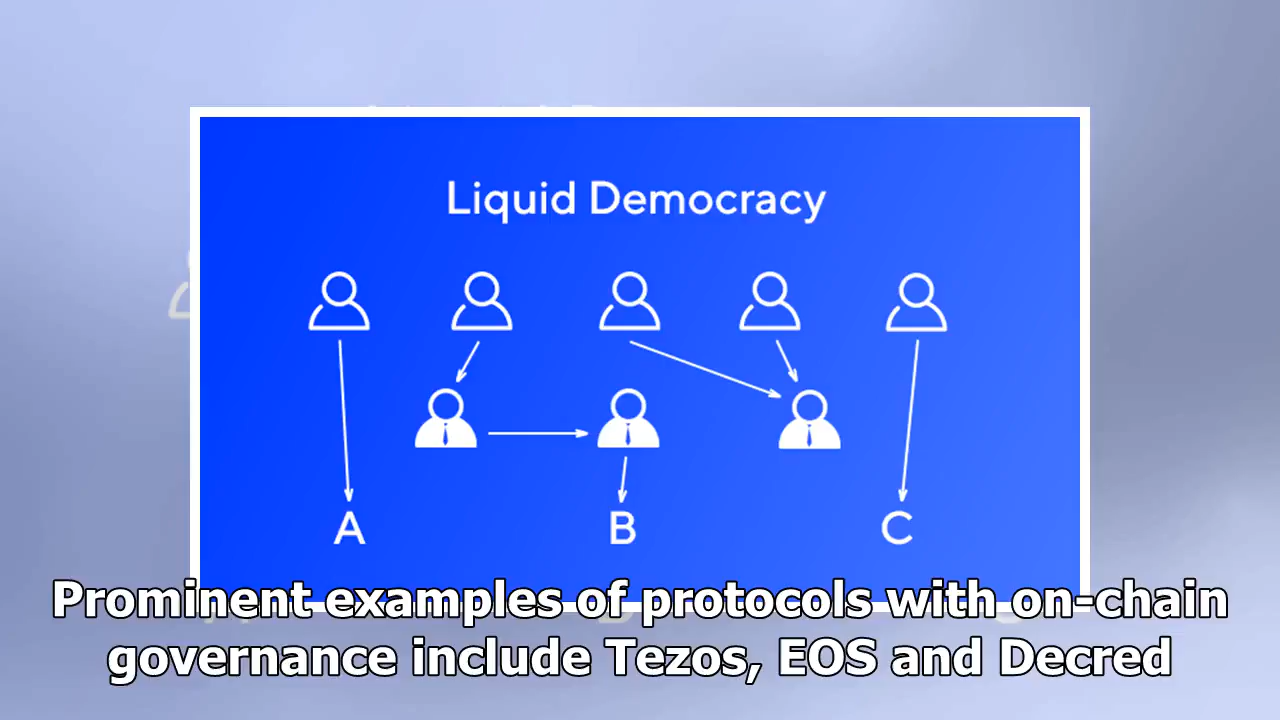 Liquid Democracy
A
B
C
Prominent examples of protocols with on-chain
governance include Tezos, EOS and Decred